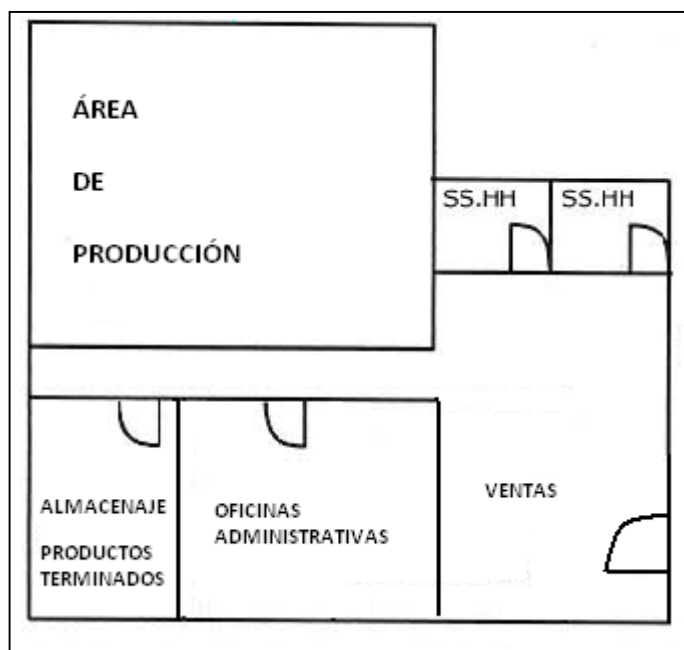 ÁREA
DE
PRODUCCIÓN
SS.HH
SS.HH
ALMACENAJE
PRODUCTOS
TERMINADOS
OFICINAS
ADMINISTRATIVAS
VENTAS